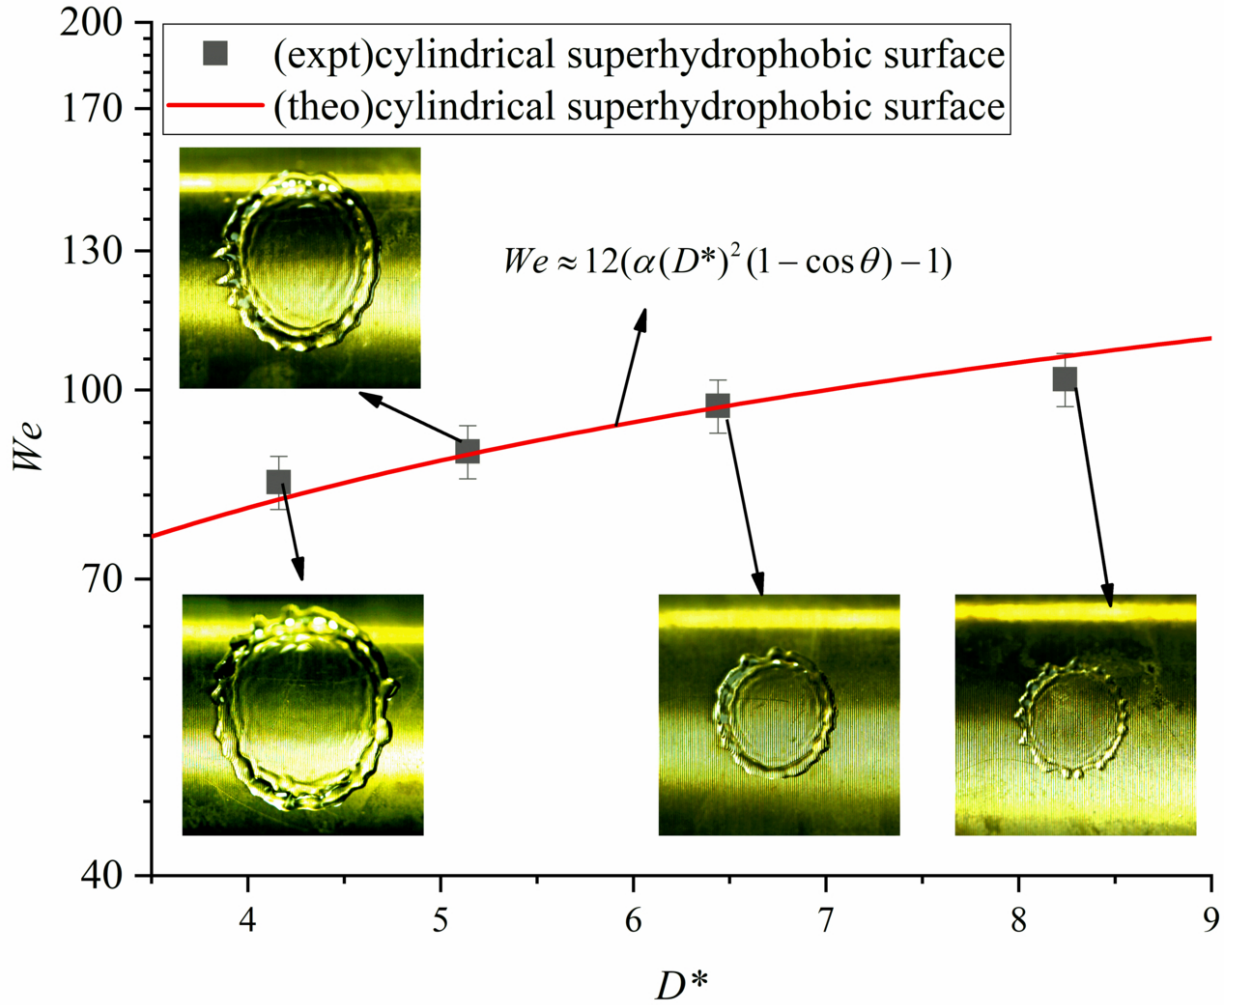 200
170
130
100
70
40
We
(expt)cylindrical superhydrophobic surface
(theo)cylindrical superhydrophobic surface
We ≈ 12(α(D*)² (1 − cos θ) − 1)
4 5 6 7 8 9
D*